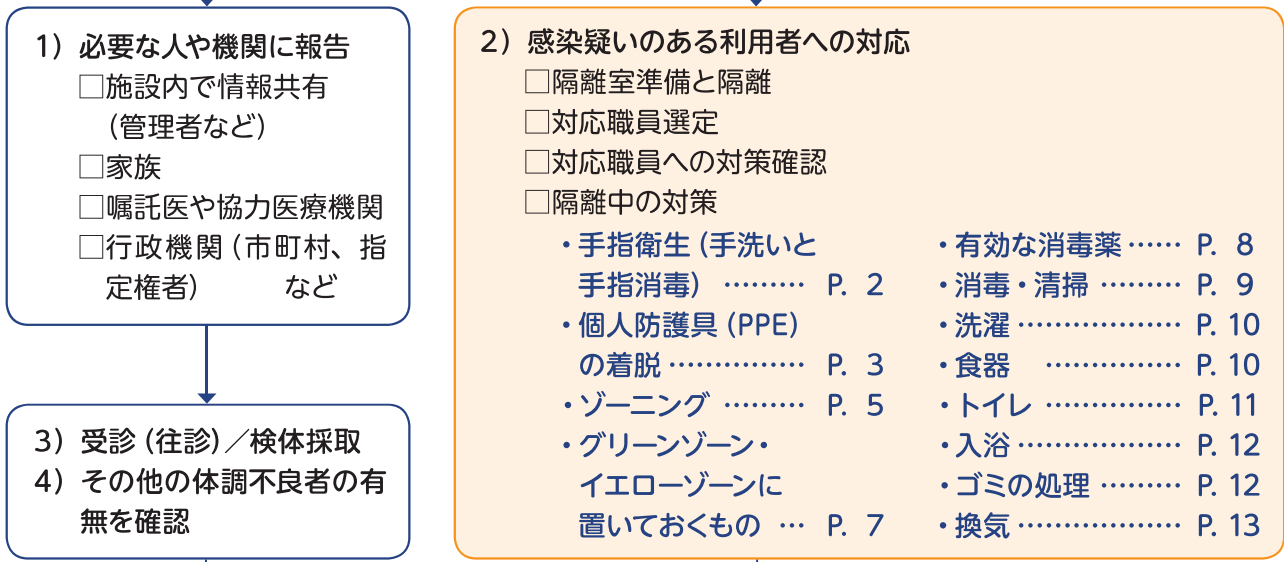 1）必要な人や機関に報告
□施設内で情報共有
（管理者など）
□家族
□嘱託医や協力医療機関
□行政機関（市町村、指
定権者）　　　など
3）受診（往診）／検体採取
4）その他の体調不良者の有
無を確認
2）感染疑いのある利用者への対応
□隔離室準備と隔離
□対応職員選定
□対応職員への対策確認
□隔離中の対策
・手指衛生（手洗いと
手指消毒） ……… P. 2
・個人防護具（PPE）
の着脱 …………… P. 3
・ゾーニング ……… P. 5
・グリーンゾーン・
イエローゾーンに
置いておくもの … P. 7
・有効な消毒薬 …… P. 8
・消毒・清掃 ……… P. 9
・洗濯 ……………… P. 10
・食器 …………… P. 10
・トイレ …………… P. 11
・入浴 ……………… P. 12
・ゴミの処理 ……… P. 12
・換気 ……………… P. 13